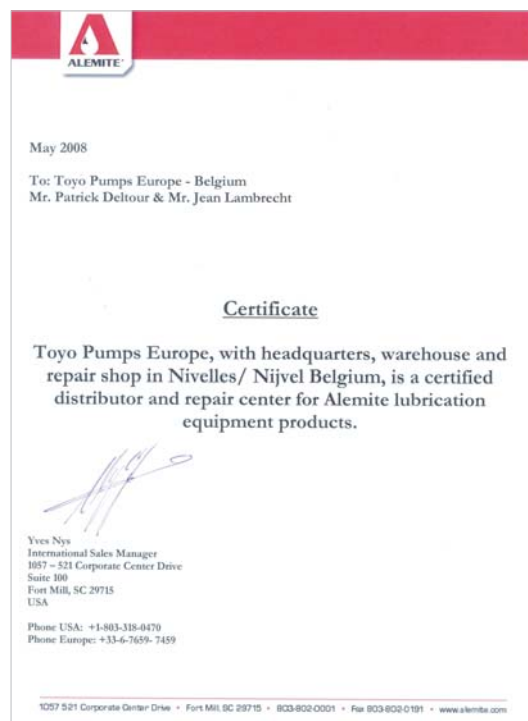 ALEMITE
May 2008
To: Toyo Pumps Europe - Belgium
Mr. Patrick Deltour & Mr. Jean Lambrecht
Certificate
Toyo Pumps Europe, with headquarters, warehouse and
repair shop in Nivelles/ Nijvel Belgium, is a certified
distributor and repair center for Alemite lubrication
equipment products.
Yves Nys
International Sales Manager
1057 – 521 Corporate Center Drive
Suite 100
Fort Mill, SC 29715
USA
Phone USA: +1-803-318-0470
Phone Europe: +33-6-7659- 7459
1057 521 Corporate Center Drive • Fort Mill, SC 29715 • 803-802-0001 • Fax 803-802-0191 • www.alemite.com